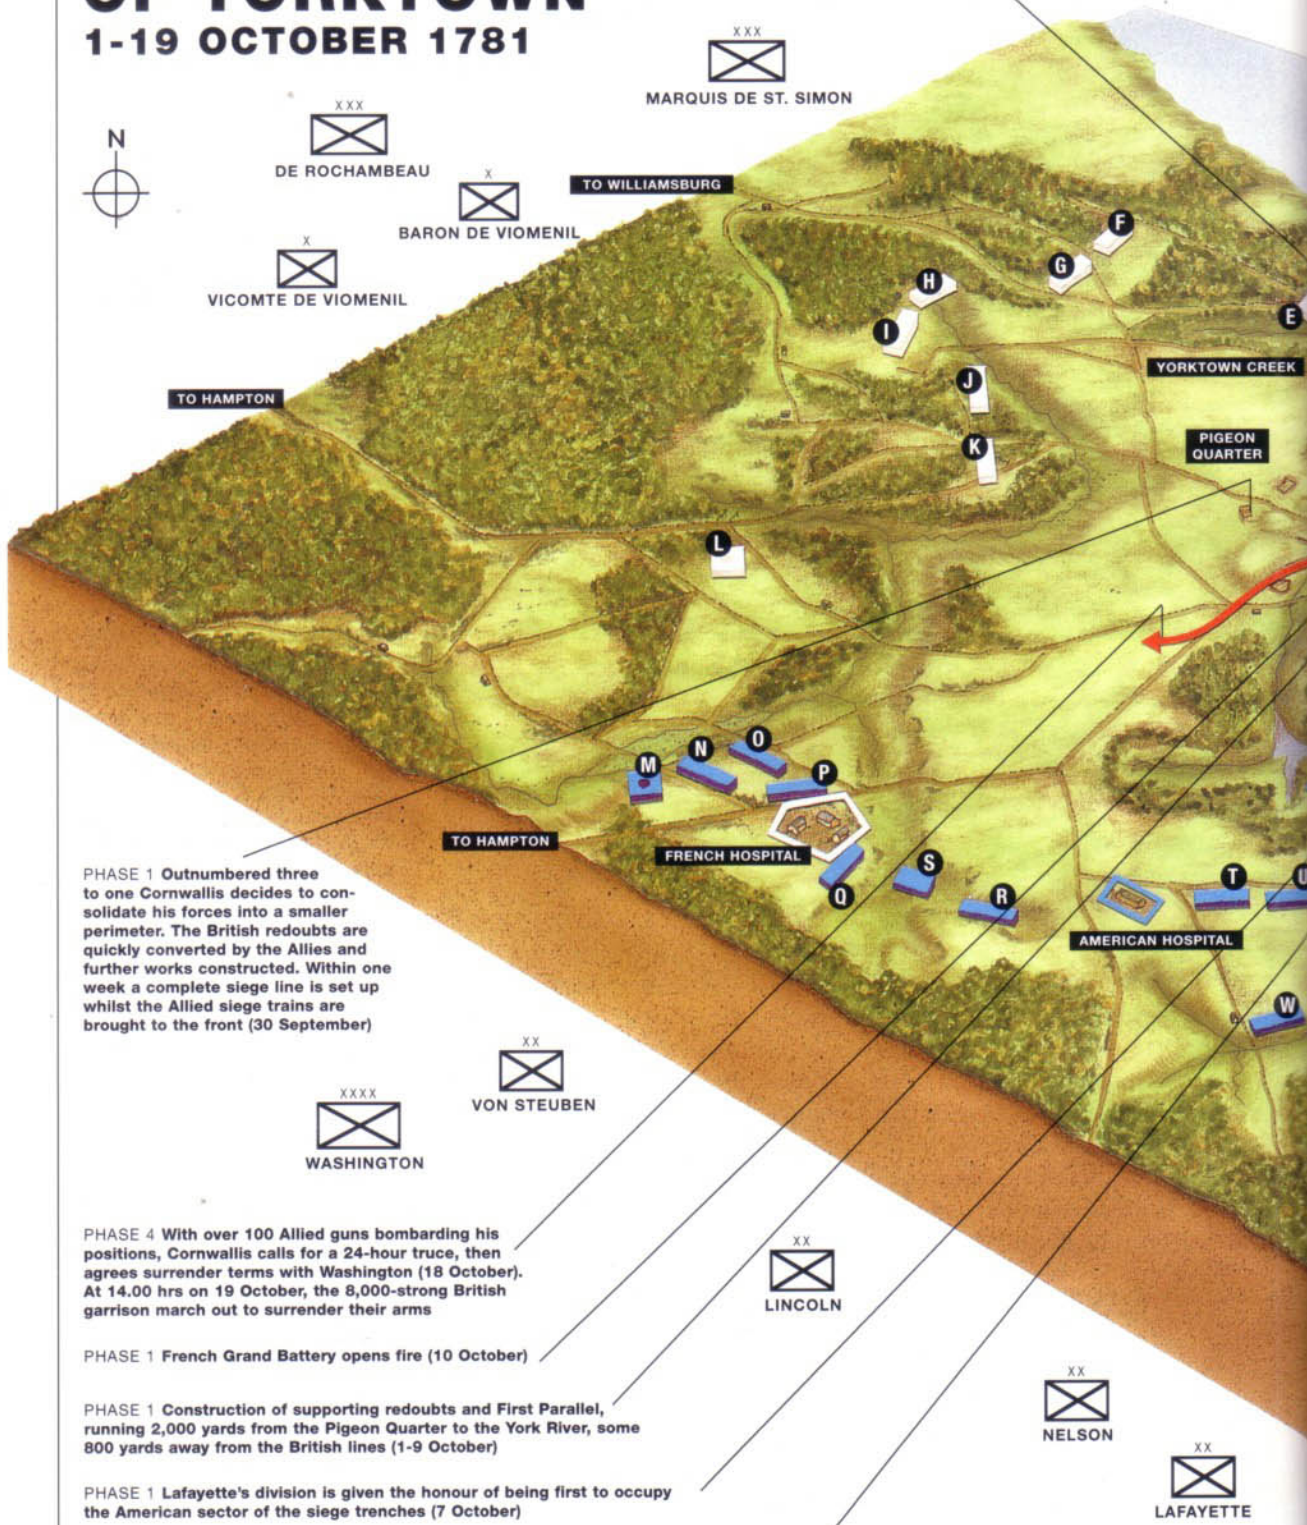 OF YORKTOWN
1-19 OCTOBER 1781
XXX
MARQUIS DE ST. SIMON
XXX
DE ROCHAMBEAU
N
X
BARON DE VIOMENIL
X
VICOMTE DE VIOMENIL
TO WILLIAMSBURG
F
G
H
E
I
YORKTOWN CREEK
J
TO HAMPTON
PIGEON
QUARTER
K
L
O
N
M
P
TO HAMPTON
FRENCH HOSPITAL
S
Q
R
T
U
AMERICAN HOSPITAL
W
PHASE 1 Outnumbered three
to one Cornwallis decides to con-
solidate his forces into a smaller
perimeter. The British redoubts are
quickly converted by the Allies and
further works constructed. Within one
week a complete siege line is set up
whilst the Allied siege trains are
brought to the front (30 September)
XX
VON STEUBEN
XXXX
WASHINGTON
PHASE 4 With over 100 Allied guns bombarding his
positions, Cornwallis calls for a 24-hour truce, then
agrees surrender terms with Washington (18 October).
At 14.00 hrs on 19 October, the 8,000-strong British
garrison march out to surrender their arms
XX
LINCOLN
PHASE 1 French Grand Battery opens fire (10 October)
PHASE 1 Construction of supporting redoubts and First Parallel,
running 2,000 yards from the Pigeon Quarter to the York River, some
800 yards away from the British lines (1-9 October)
XX
NELSON
PHASE 1 Lafayette's division is given the honour of being first to occupy
the American sector of the siege trenches (7 October)
XX
LAFAYETTE